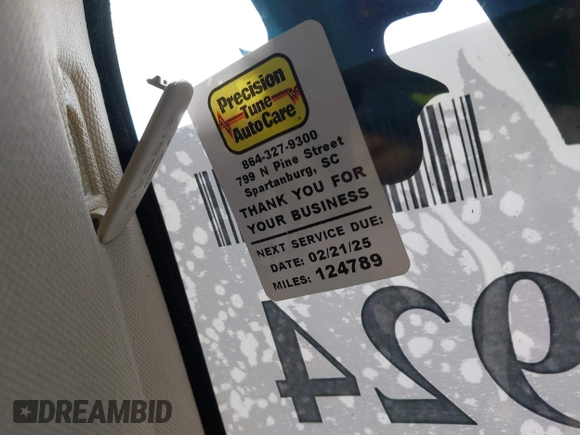 Precision
Tune
AutoCare
864-327-9300
799 N Pine Street
Spartanburg, SC
THANK YOU FOR
YOUR BUSINESS
NEXT SERVICE DUE:
DATE: 02/21/25
MILES: 124789
924
DREAMBID